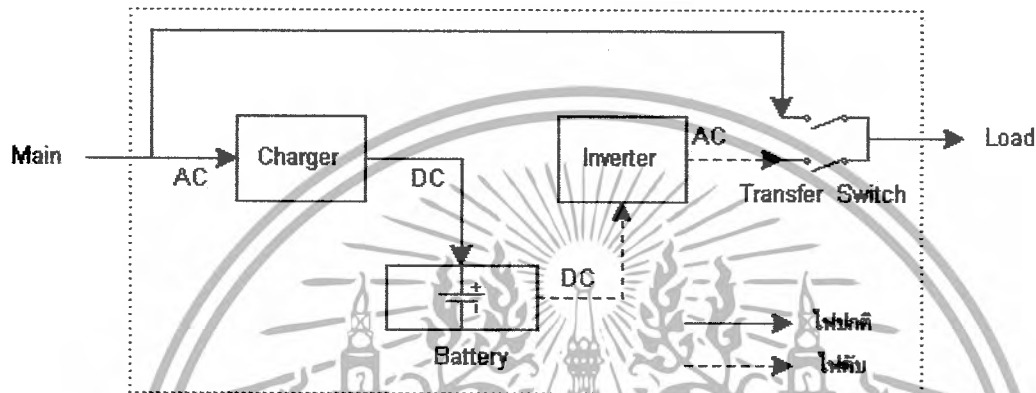 Main
AC
Charger
DC
Inverter
AC
Load
Transfer Switch
DC
Battery
ไฟปกติ
ไฟดับ